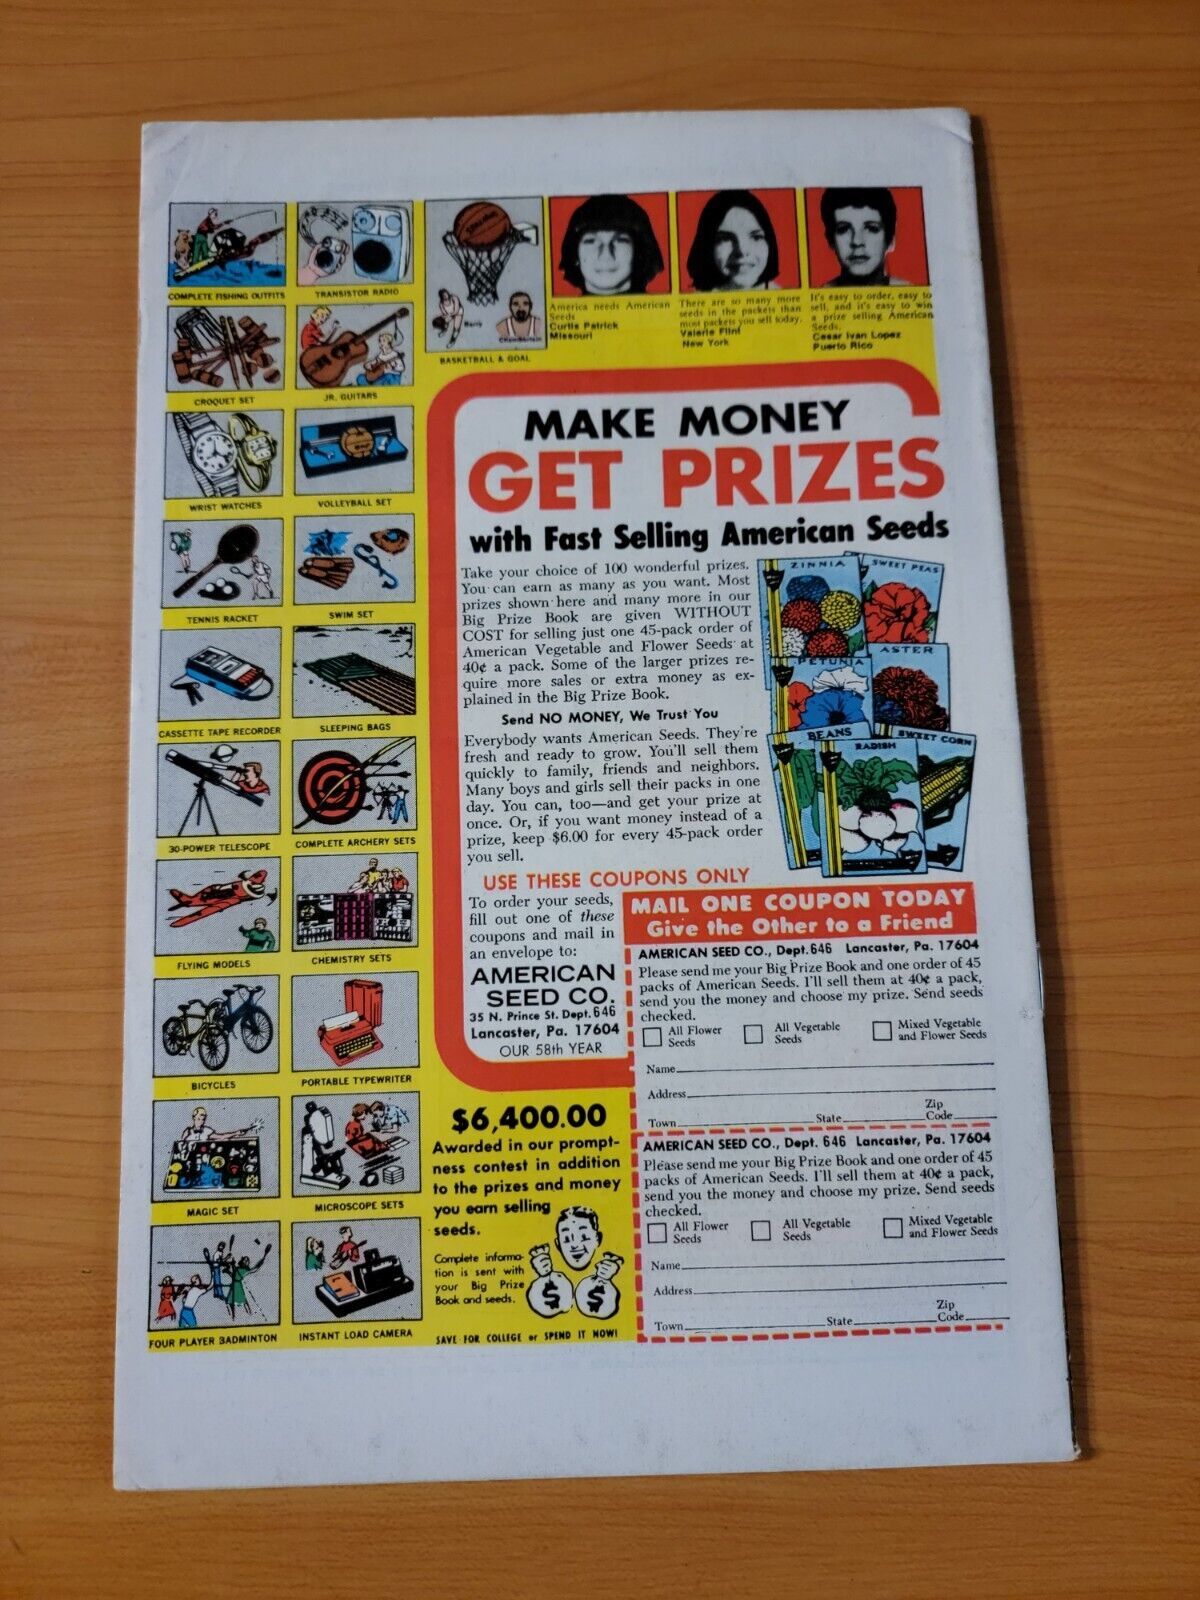 COMPLETE FISHING OUTFITS
TRANSISTOR RADIO
CROQUET SET
JR. GUITARS
WRIST WATCHES
VOLLEYBALL SET
TENNIS RACKET
SWIM SET
CASSETTE TAPE RECORDER
SLEEPING BAGS
30-POWER TELESCOPE
COMPLETE ARCHERY SETS
FLYING MODELS
CHEMISTRY SETS
BICYCLES
PORTABLE TYPEWRITER
MAGIC SET
MICROSCOPE SETS
FOUR PLAYER BADMINTON
INSTANT LOAD CAMERA
Barry
BASKETBALL & GOAL
America needs American
Seeds
Curtis Patrick
Missouri
There are so many more
seeds in the packets than
most packets you sell today.
Valerie Flint
New York
It's easy to order, easy to
sell, and it's easy to win
a prize selling American
Seeds.
Cesar Ivan Lopez
Puerto Rico
MAKE MONEY
GET PRIZES
with Fast Selling American Seeds
Take your choice of 100 wonderful prizes.
You can earn as many as you want. Most
prizes shown here and many more in our
Big Prize Book are given WITHOUT
COST for selling just one 45-pack order of
American Vegetable and Flower Seeds at
40¢ a pack. Some of the larger prizes re-
quire more sales or extra money as ex-
plained in the Big Prize Book.
Send NO MONEY, We Trust You
Everybody wants American Seeds. They're
fresh and ready to grow. You'll sell them
quickly to family, friends and neighbors.
Many boys and girls sell their packs in one
day. You can, too—and get your prize at
once. Or, if you want money instead of a
prize, keep $6.00 for every 45-pack order
you sell.
ZINNIA
SWEET PEAS
PETUNIA
ASTER
BEANS
RADISH
SWEET CORN
USE THESE COUPONS ONLY
To order your seeds,
fill out one of these
coupons and mail in
an envelope to:
AMERICAN
SEED CO.
35 N. Prince St. Dept. 646
Lancaster, Pa. 17604
OUR 58th YEAR
MAIL ONE COUPON TODAY
Give the Other to a Friend
AMERICAN SEED CO., Dept. 646 Lancaster, Pa. 17604
Please send me your Big Prize Book and one order of 45
packs of American Seeds. I'll sell them at 40¢ a pack,
send you the money and choose my prize. Send seeds
checked.
All Flower Seeds
All Vegetable Seeds
Mixed Vegetable and Flower Seeds
Name
Address
Town State Zip Code
AMERICAN SEED CO., Dept. 646 Lancaster, Pa. 17604
Please send me your Big Prize Book and one order of 45
packs of American Seeds. I'll sell them at 40¢ a pack,
send you the money and choose my prize. Send seeds
checked.
All Flower Seeds
All Vegetable Seeds
Mixed Vegetable and Flower Seeds
Name
Address
Town State Zip Code
$6,400.00
Awarded in our prompt-
ness contest in addition
to the prizes and money
you earn selling
seeds.
Complete informa-
tion is sent with
your Big Prize
Book and seeds.
$ $
SAVE FOR COLLEGE or SPEND IT NOW!